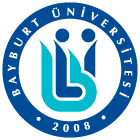 BAYBURT ÜNİVERSİTESİ
• 2008 •